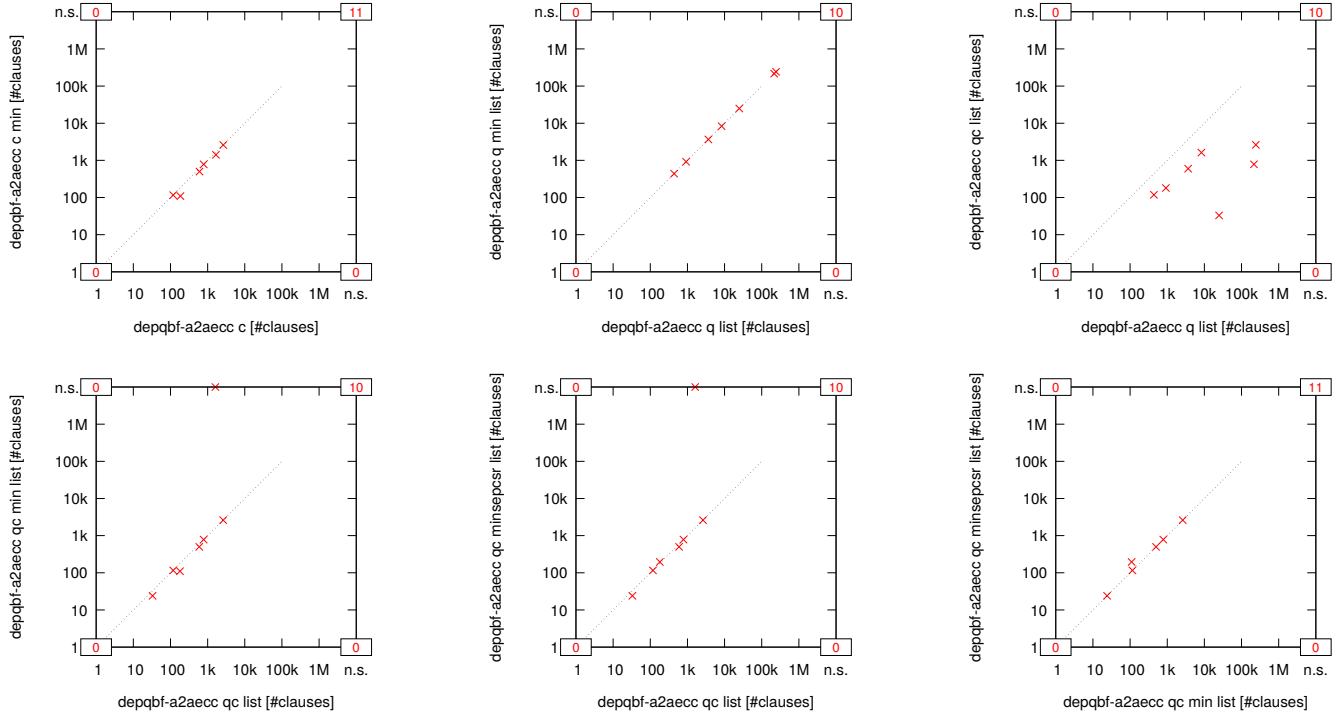 n.s. 0 11
1M
100k
10k
1k
100
10
1 0 0
1 10 100 1k 10k 100k 1M n.s.
depqbf-a2aecc c min [#clauses]
depqbf-a2aecc c [#clauses]
n.s. 0 10
1M
100k
10k
1k
100
10
1 0 0
1 10 100 1k 10k 100k 1M n.s.
depqbf-a2aecc q min list [#clauses]
depqbf-a2aecc q list [#clauses]
n.s. 0 10
1M
100k
10k
1k
100
10
1 0 0
1 10 100 1k 10k 100k 1M n.s.
depqbf-a2aecc qc list [#clauses]
depqbf-a2aecc q list [#clauses]
n.s. 0 10
1M
100k
10k
1k
100
10
1 0 0
1 10 100 1k 10k 100k 1M n.s.
depqbf-a2aecc qc min list [#clauses]
depqbf-a2aecc qc list [#clauses]
n.s. 0 10
1M
100k
10k
1k
100
10
1 0 0
1 10 100 1k 10k 100k 1M n.s.
depqbf-a2aecc qc minsepcsr list [#clauses]
depqbf-a2aecc qc list [#clauses]
n.s. 0 11
1M
100k
10k
1k
100
10
1 0 0
1 10 100 1k 10k 100k 1M n.s.
depqbf-a2aecc qc minsepcsr list [#clauses]
depqbf-a2aecc qc min list [#clauses]